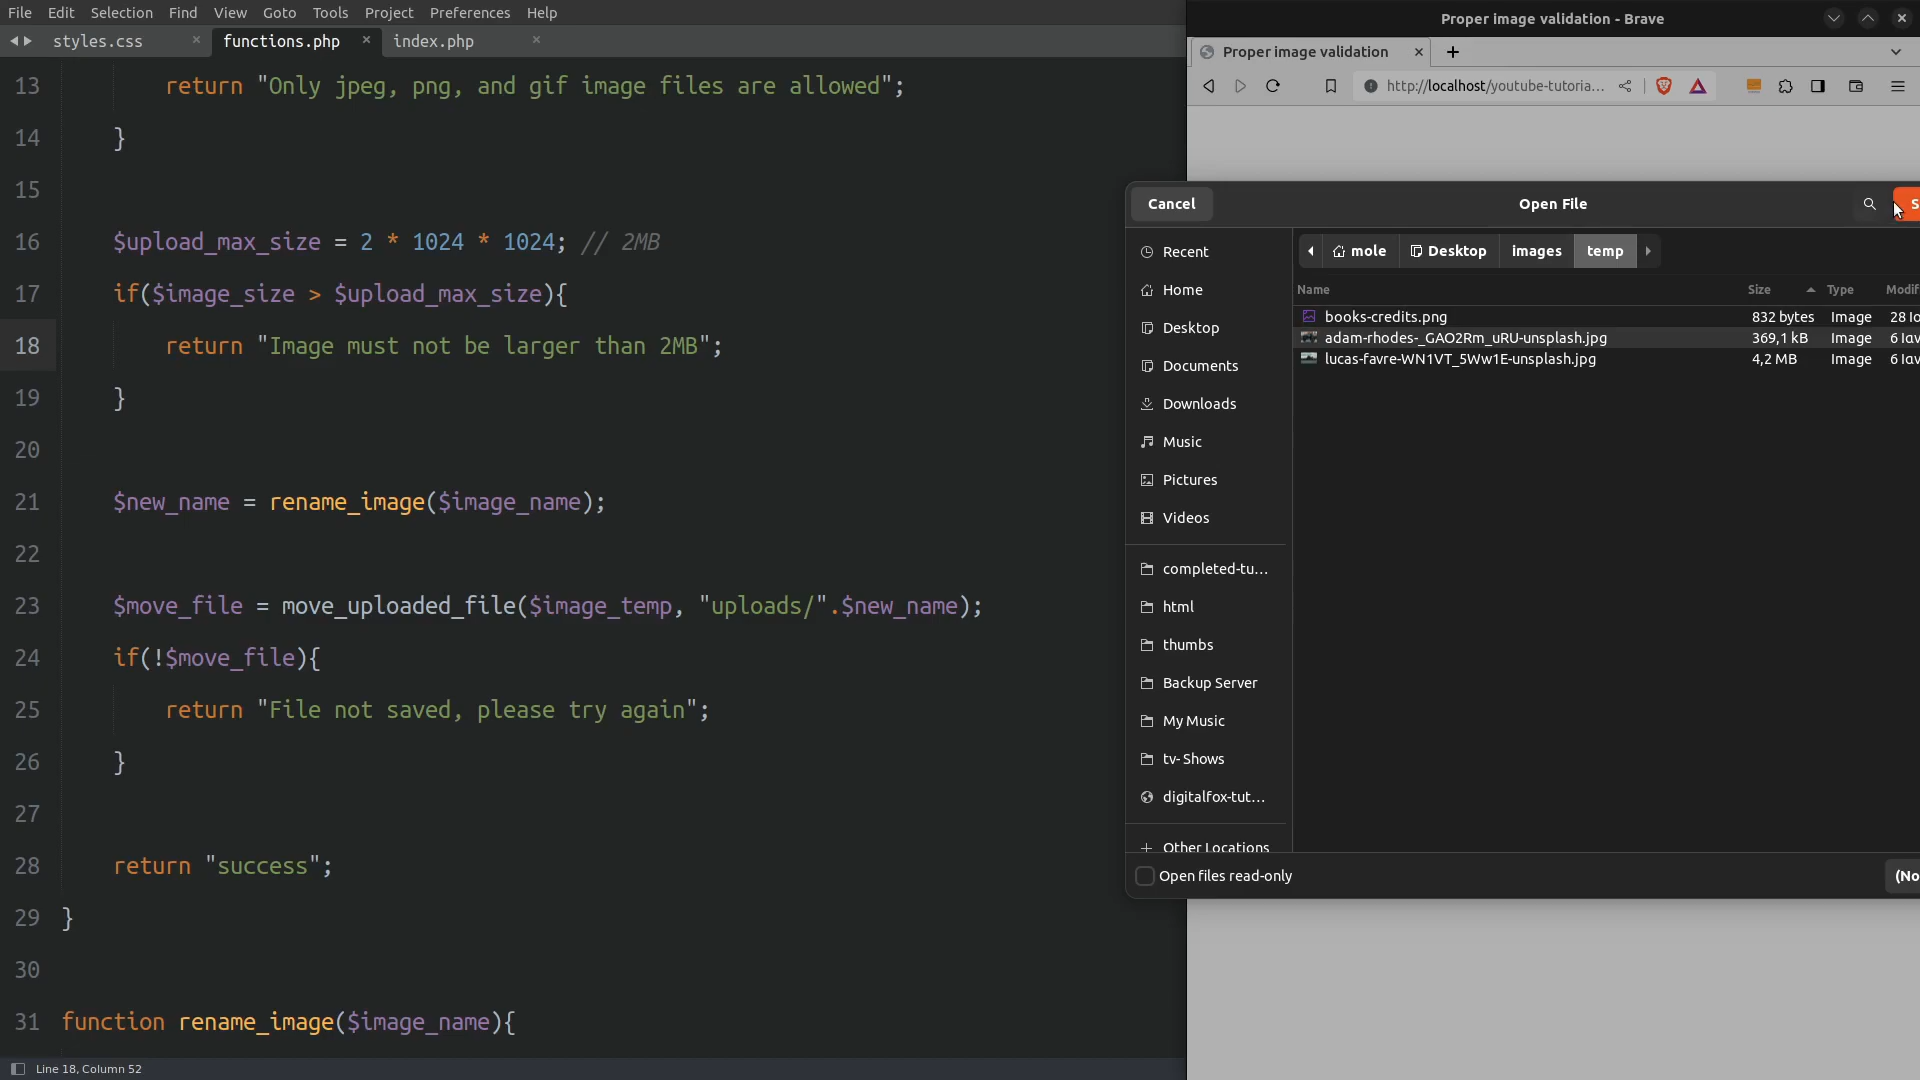 File Edit Selection Find View Goto Tools Project Preferences Help
styles.css × functions.php × index.php ×
13 return "Only jpeg, png, and gif image files are allowed";
14 }
15
16 $upload_max_size = 2 * 1024 * 1024; // 2MB
17 if($image_size > $upload_max_size){
18 return "Image must not be larger than 2MB";
19 }
20
21 $new_name = rename_image($image_name);
22
23 $move_file = move_uploaded_file($image_temp, "uploads/".$new_name);
24 if(!$move_file){
25 return "File not saved, please try again";
26 }
27
28 return "success";
29 }
30
31 function rename_image($image_name){
Line 18, Column 52
Proper image validation - Brave
Proper image validation
http://localhost/youtube-tutoria...
Cancel Open File S
Recent
Home
Desktop
Documents
Downloads
Music
Pictures
Videos
completed-tu...
html
thumbs
Backup Server
My Music
tv- Shows
digitalfox-tut...
Other Locations
mole Desktop images temp
Name Size Type Modif
books-credits.png 832 bytes Image 28 Ιο
adam-rhodes-_GAO2Rm_uRU-unsplash.jpg 369,1 kB Image 6 Ιαν
lucas-favre-WN1VT_5Ww1E-unsplash.jpg 4,2 MB Image 6 Ιαν
Open files read-only (No